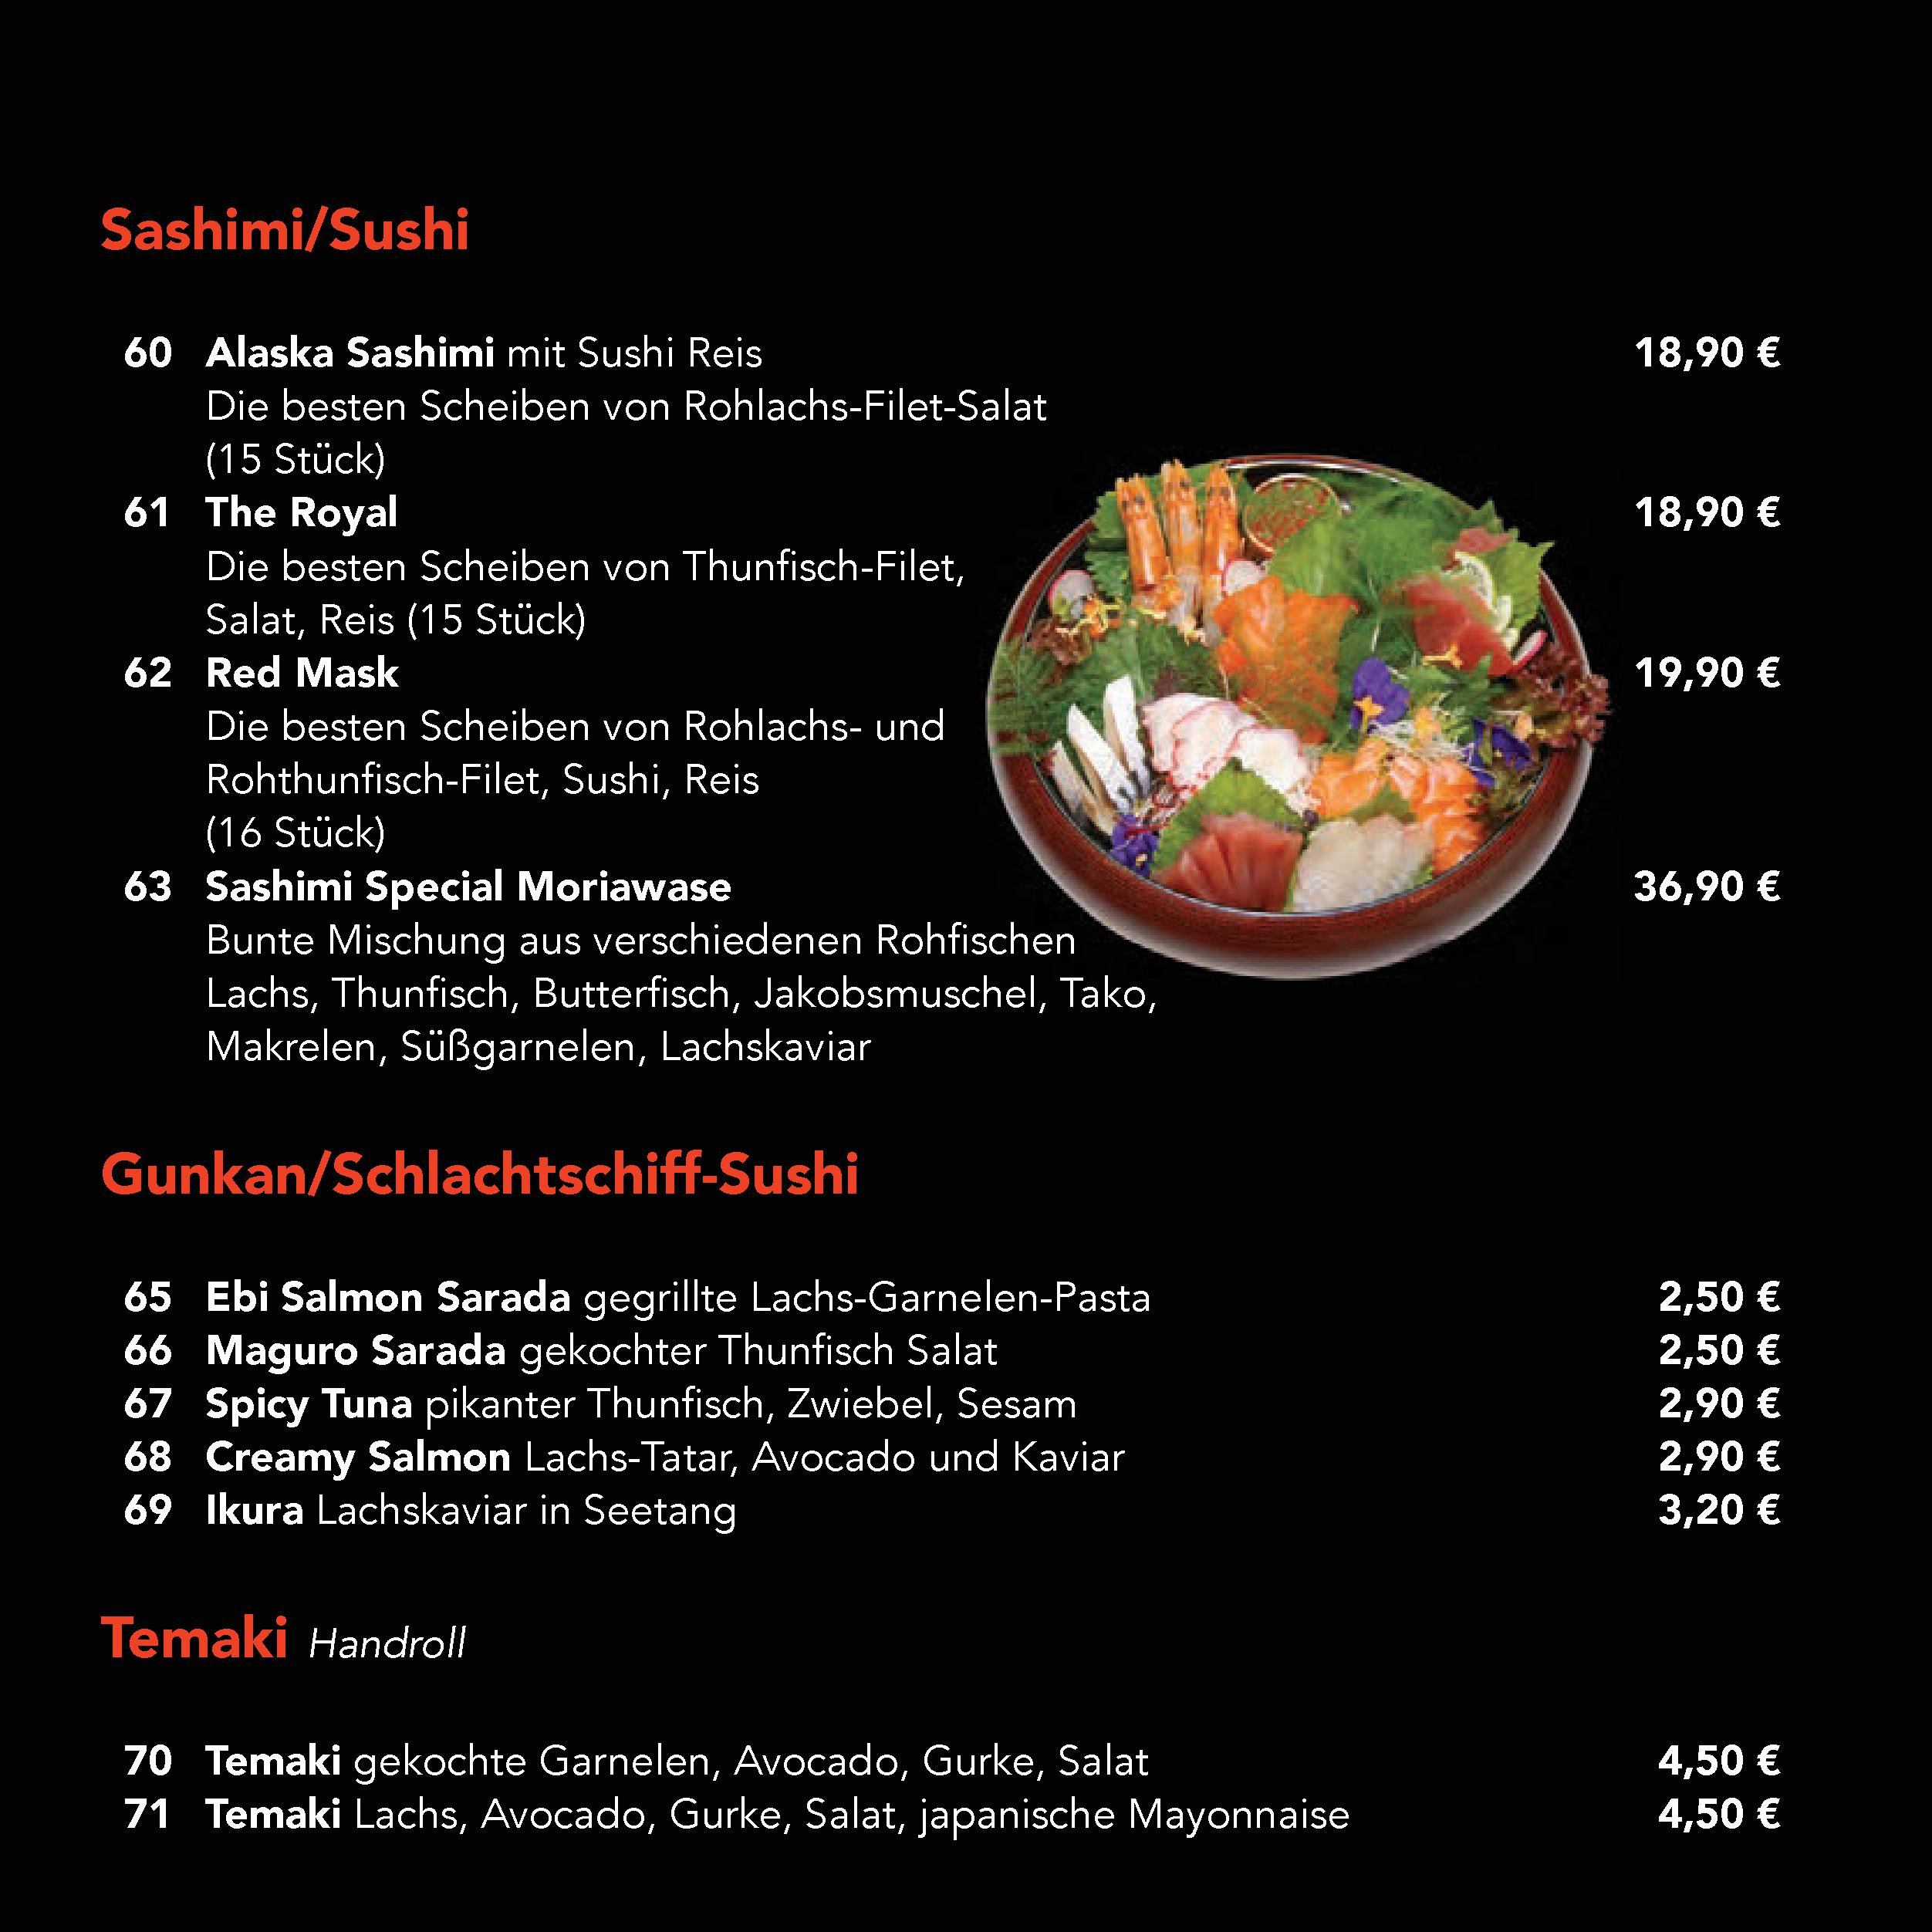 Sashimi/Sushi
60 Alaska Sashimi mit Sushi Reis 18,90 €
Die besten Scheiben von Rohlachs-Filet-Salat
(15 Stück)
61 The Royal 18,90 €
Die besten Scheiben von Thunfisch-Filet,
Salat, Reis (15 Stück)
62 Red Mask 19,90 €
Die besten Scheiben von Rohlachs- und
Rohthunfisch-Filet, Sushi, Reis
(16 Stück)
63 Sashimi Special Moriawase 36,90 €
Bunte Mischung aus verschiedenen Rohfischen
Lachs, Thunfisch, Butterfisch, Jakobsmuschel, Tako,
Makrelen, Süßgarnelen, Lachskaviar
Gunkan/Schlachtschiff-Sushi
65 Ebi Salmon Sarada gegrillte Lachs-Garnelen-Pasta 2,50 €
66 Maguro Sarada gekochter Thunfisch Salat 2,50 €
67 Spicy Tuna pikanter Thunfisch, Zwiebel, Sesam 2,90 €
68 Creamy Salmon Lachs-Tatar, Avocado und Kaviar 2,90 €
69 Ikura Lachskaviar in Seetang 3,20 €
Temaki Handroll
70 Temaki gekochte Garnelen, Avocado, Gurke, Salat 4,50 €
71 Temaki Lachs, Avocado, Gurke, Salat, japanische Mayonnaise 4,50 €